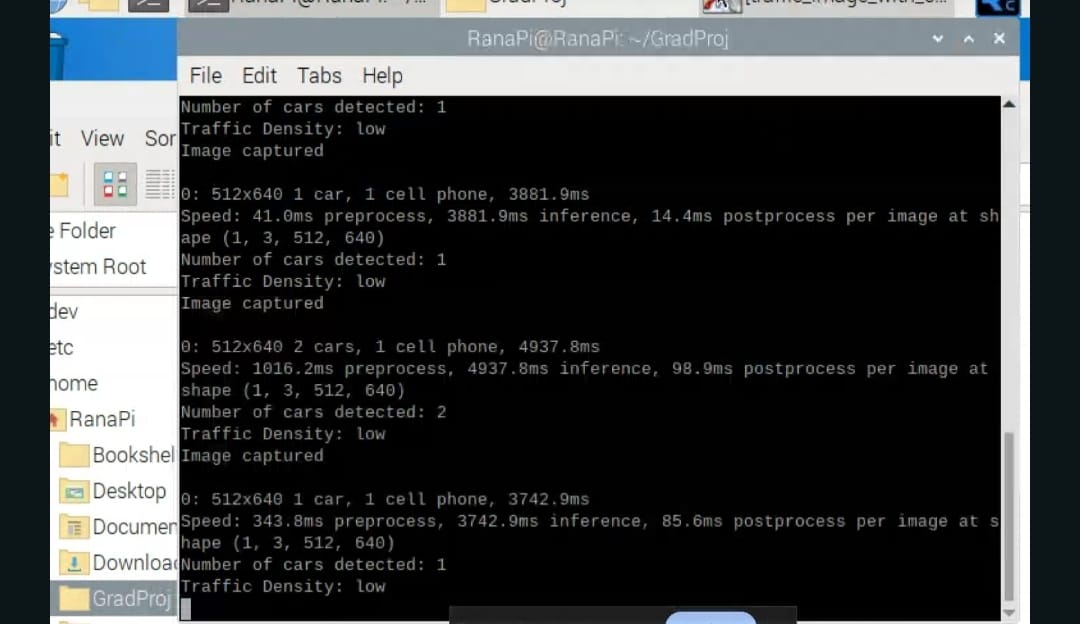 RanaPi@RanaPi: ~/GradProj
File Edit Tabs Help
it View Sor
e Folder
ystem Root
dev
etc
home
RanaPi
Bookshel
Desktop
Documen
Downloa
GradProj
Number of cars detected: 1
Traffic Density: low
Image captured
0: 512x640 1 car, 1 cell phone, 3881.9ms
Speed: 41.0ms preprocess, 3881.9ms inference, 14.4ms postprocess per image at sh
ape (1, 3, 512, 640)
Number of cars detected: 1
Traffic Density: low
Image captured
0: 512x640 2 cars, 1 cell phone, 4937.8ms
Speed: 1016.2ms preprocess, 4937.8ms inference, 98.9ms postprocess per image at
shape (1, 3, 512, 640)
Number of cars detected: 2
Traffic Density: low
Image captured
0: 512x640 1 car, 1 cell phone, 3742.9ms
Speed: 343.8ms preprocess, 3742.9ms inference, 85.6ms postprocess per image at s
hape (1, 3, 512, 640)
Number of cars detected: 1
Traffic Density: low